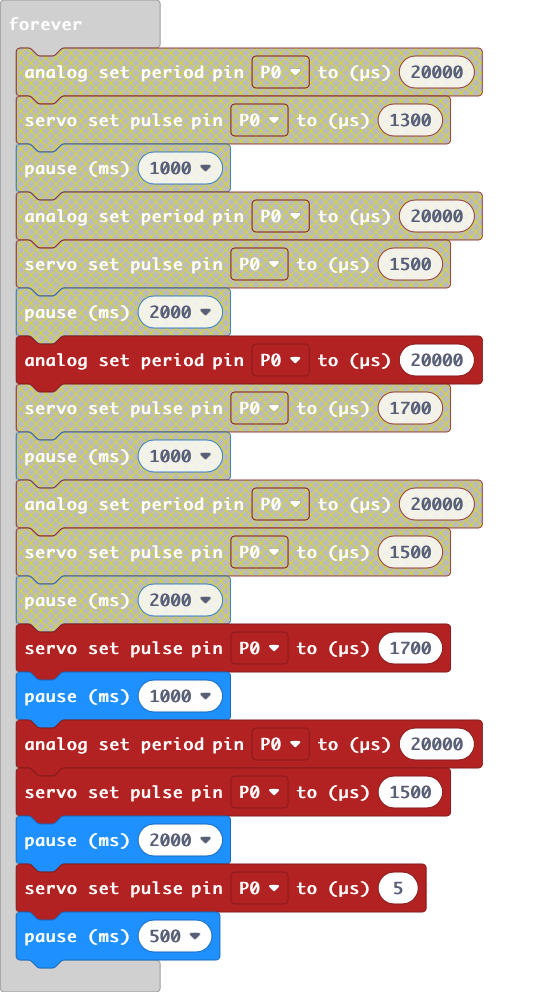 forever
analog set period pin P0 to (µs) 20000
servo set pulse pin P0 to (µs) 1300
pause (ms) 1000
analog set period pin P0 to (µs) 20000
servo set pulse pin P0 to (µs) 1500
pause (ms) 2000
analog set period pin P0 to (µs) 20000
servo set pulse pin P0 to (µs) 1700
pause (ms) 1000
analog set period pin P0 to (µs) 20000
servo set pulse pin P0 to (µs) 1500
pause (ms) 2000
servo set pulse pin P0 to (µs) 1700
pause (ms) 1000
analog set period pin P0 to (µs) 20000
servo set pulse pin P0 to (µs) 1500
pause (ms) 2000
servo set pulse pin P0 to (µs) 5
pause (ms) 500